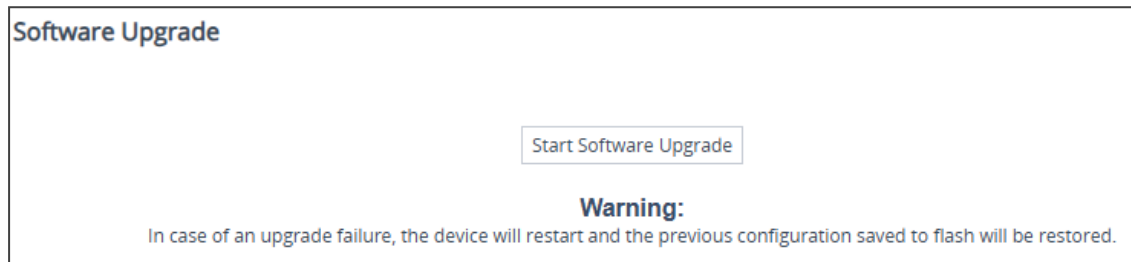 Software Upgrade
Start Software Upgrade
Warning:
In case of an upgrade failure, the device will restart and the previous configuration saved to flash will be restored.